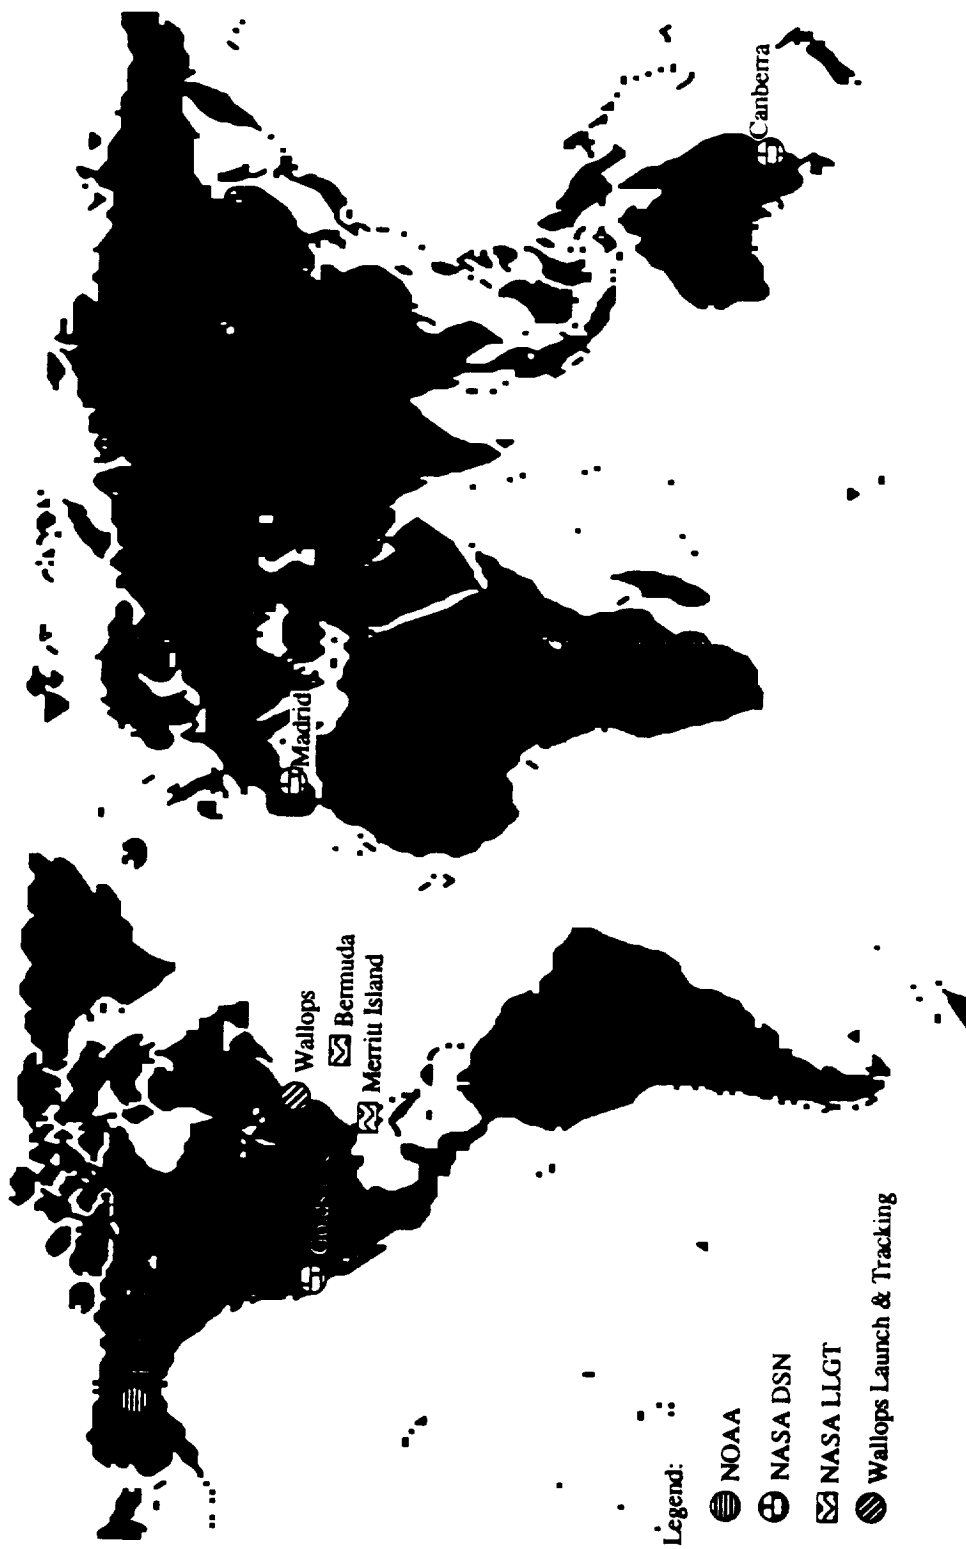 Canberra
Madrid
Wallops
Bermuda
Merritt Island
Legend:
NOAA
NASA DSN
NASA LLGT
Wallops Launch & Tracking